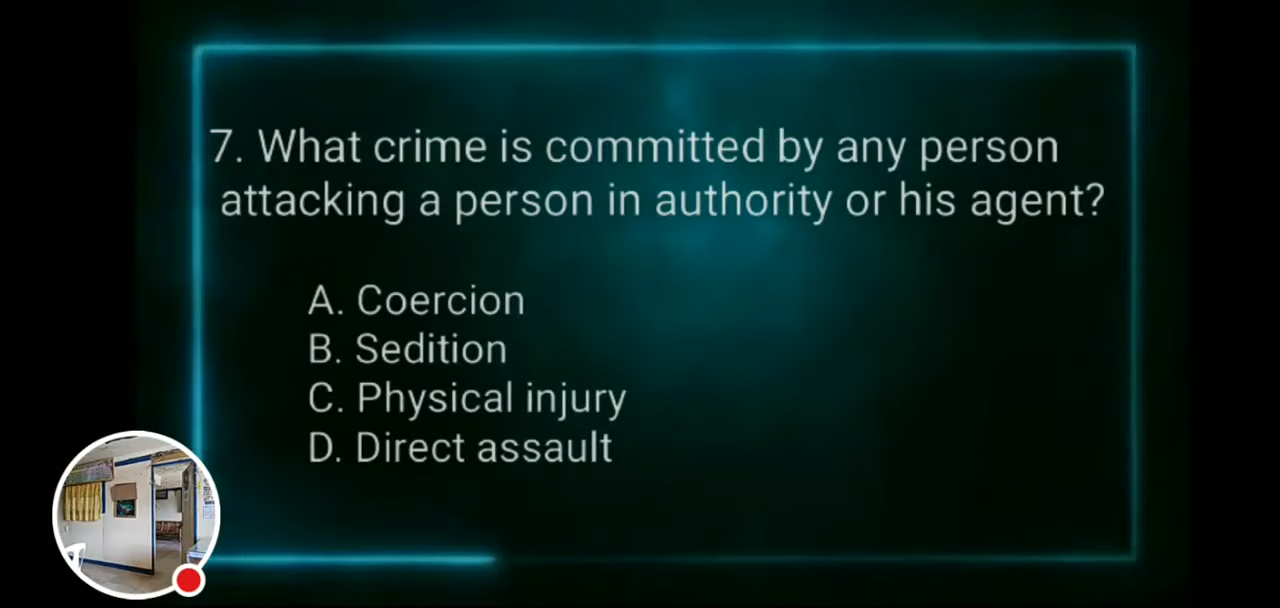 7. What crime is committed by any person
attacking a person in authority or his agent?
A. Coercion
B. Sedition
C. Physical injury
D. Direct assault